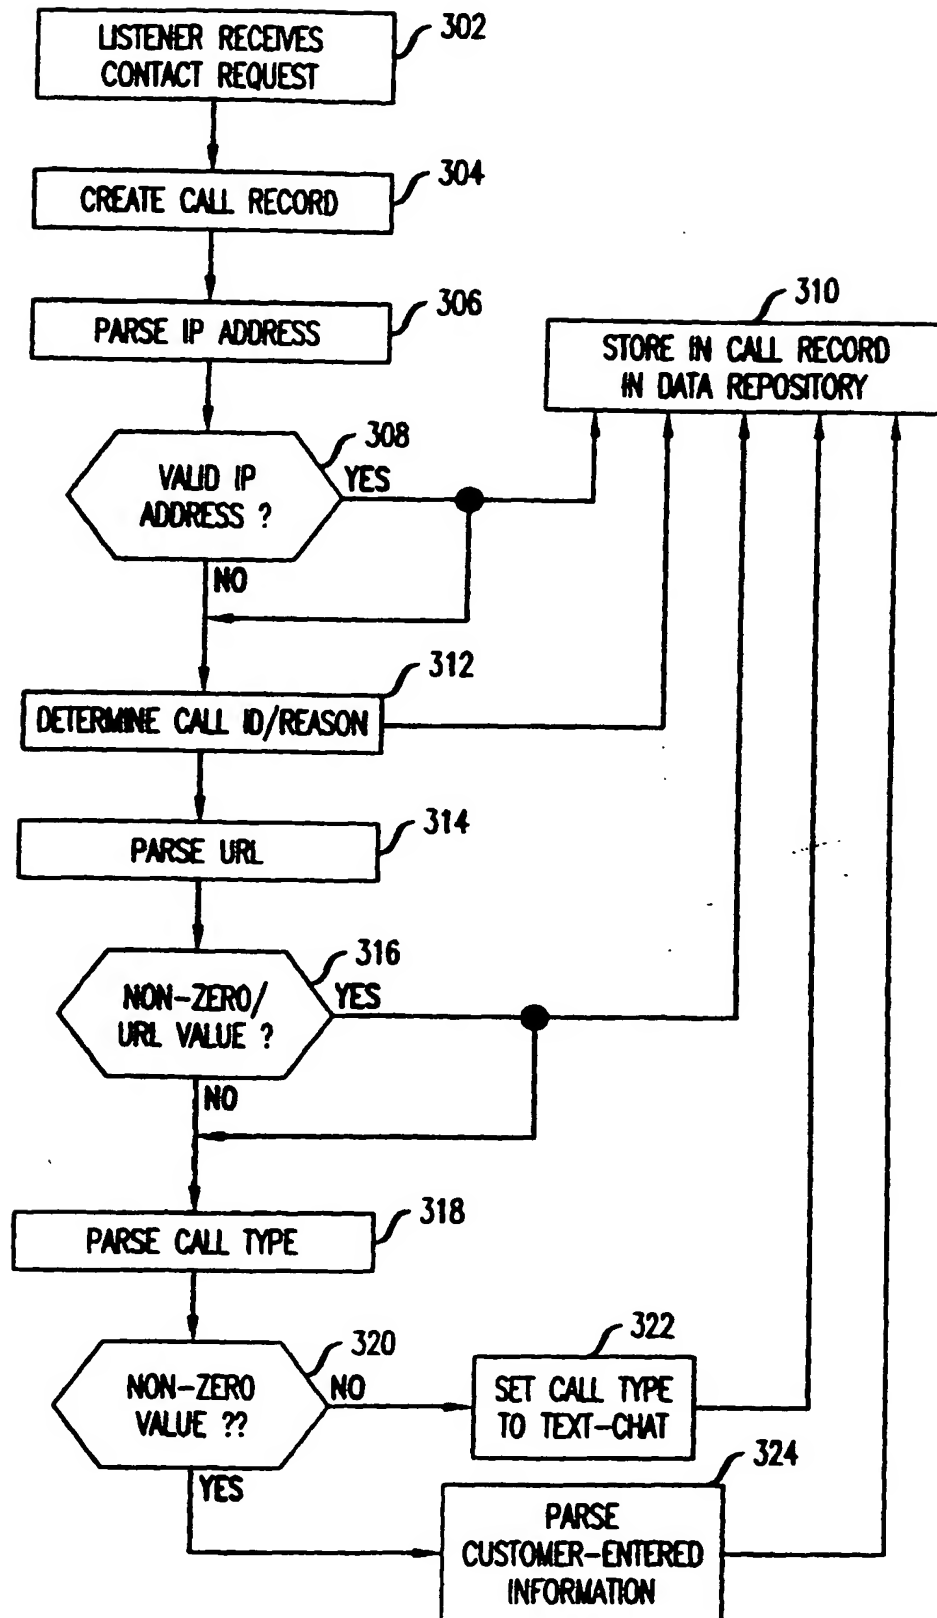 LISTENER RECEIVES
CONTACT REQUEST
302
CREATE CALL RECORD
304
PARSE IP ADDRESS
306
310
STORE IN CALL RECORD
IN DATA REPOSITORY
308
VALID IP
ADDRESS ?
YES
NO
312
DETERMINE CALL ID/REASON
314
PARSE URL
316
NON-ZERO/
URL VALUE ?
YES
NO
318
PARSE CALL TYPE
320
NON-ZERO
VALUE ??
NO
322
SET CALL TYPE
TO TEXT-CHAT
YES
324
PARSE
CUSTOMER-ENTERED
INFORMATION